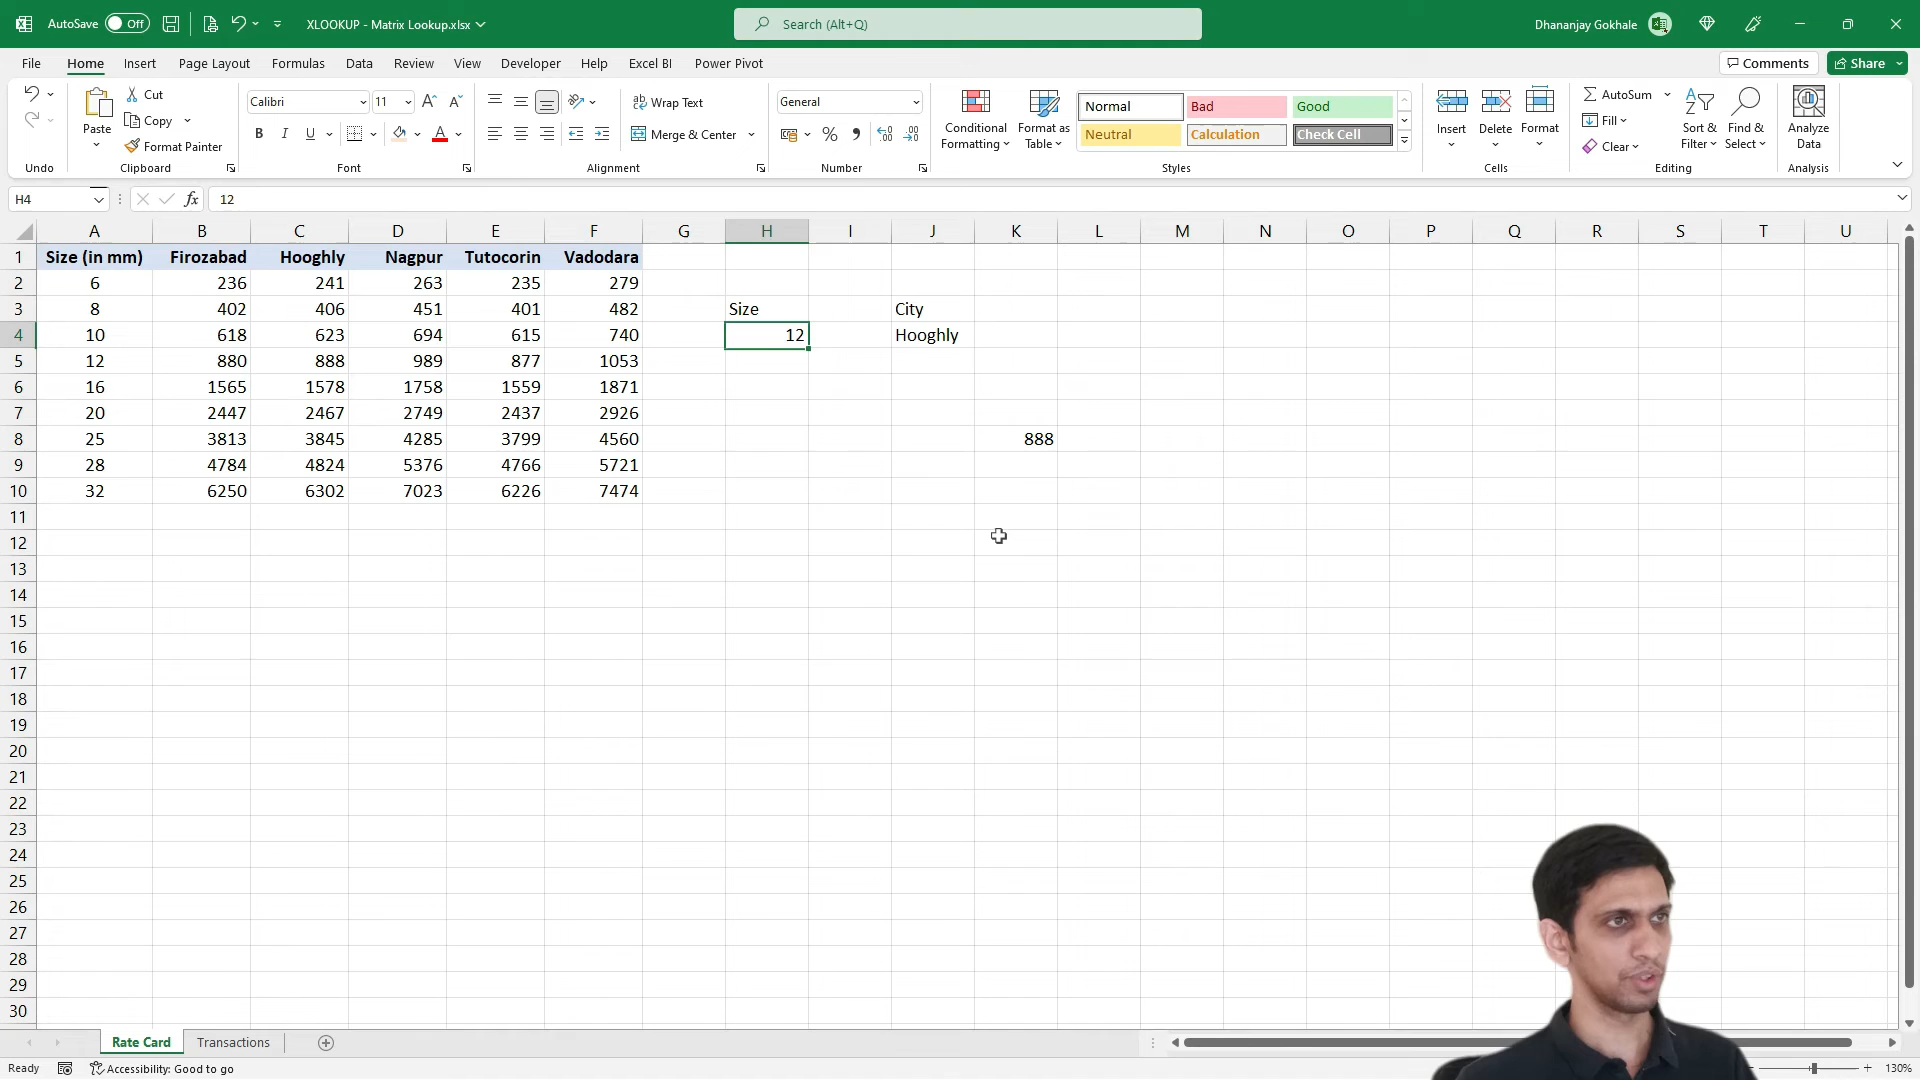 AutoSave Off XLOOKUP - Matrix Lookup.xlsx Search (Alt+Q) Dhananjay Gokhale
File Home Insert Page Layout Formulas Data Review View Developer Help Excel BI Power Pivot Comments Share
Paste Cut Copy Format Painter
Calibri 11
B I U A
Wrap Text
Merge & Center
General
Conditional Formatting
Format as Table
Normal Bad Good
Neutral Calculation Check Cell
Insert Delete Format
AutoSum
Fill
Clear
Sort & Filter
Find & Select
Analyze Data
Undo Clipboard Font Alignment Number Styles Cells Editing Analysis
H4 fx 12
A B C D E F G H I J K L M N O P Q R S T U
1 Size (in mm) Firozabad Hooghly Nagpur Tutocorin Vadodara
2 6 236 241 263 235 279
3 8 402 406 451 401 482 Size City
4 10 618 623 694 615 740 12 Hooghly
5 12 880 888 989 877 1053
6 16 1565 1578 1758 1559 1871
7 20 2447 2467 2749 2437 2926
8 25 3813 3845 4285 3799 4560 888
9 28 4784 4824 5376 4766 5721
10 32 6250 6302 7023 6226 7474
11
12
13
14
15
16
17
18
19
20
21
22
23
24
25
26
27
28
29
30
Rate Card Transactions
Ready Accessibility: Good to go 130%